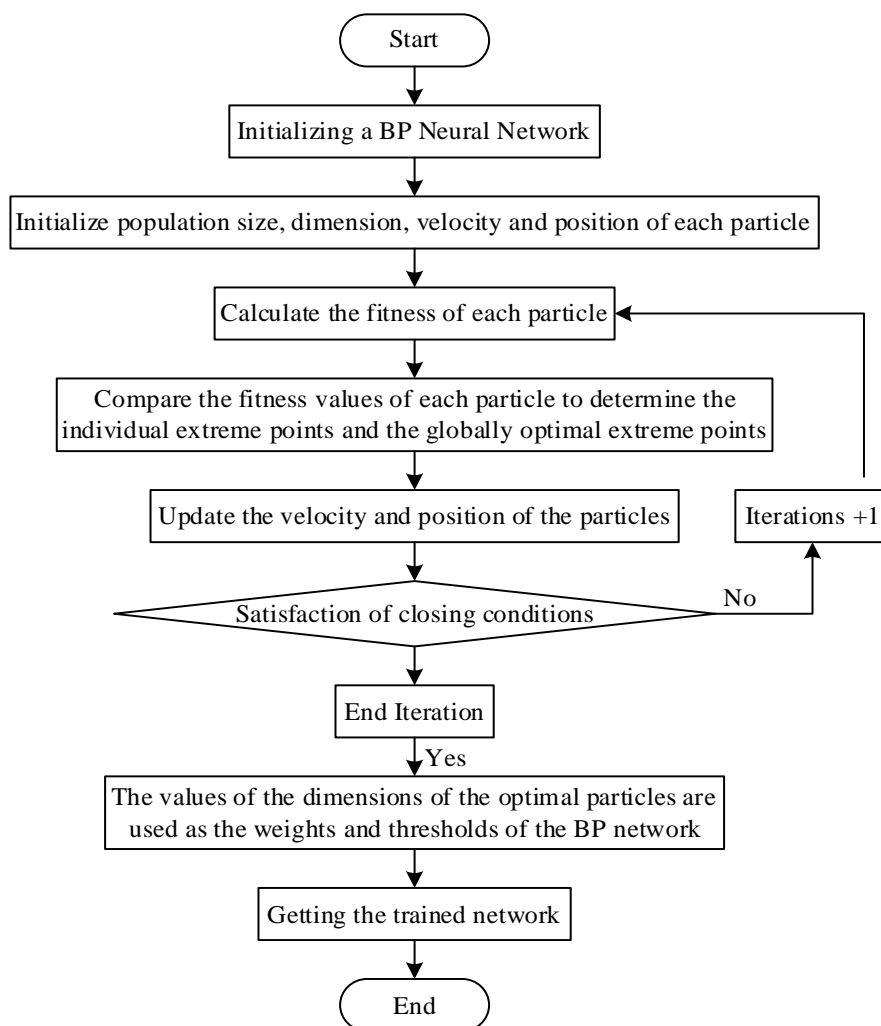 Start
Initializing a BP Neural Network
Initialize population size, dimension, velocity and position of each particle
Calculate the fitness of each particle
Compare the fitness values of each particle to determine the
individual extreme points and the globally optimal extreme points
Update the velocity and position of the particles
Iterations +1
Satisfaction of closing conditions
No
End Iteration
Yes
The values of the dimensions of the optimal particles are
used as the weights and thresholds of the BP network
Getting the trained network
End